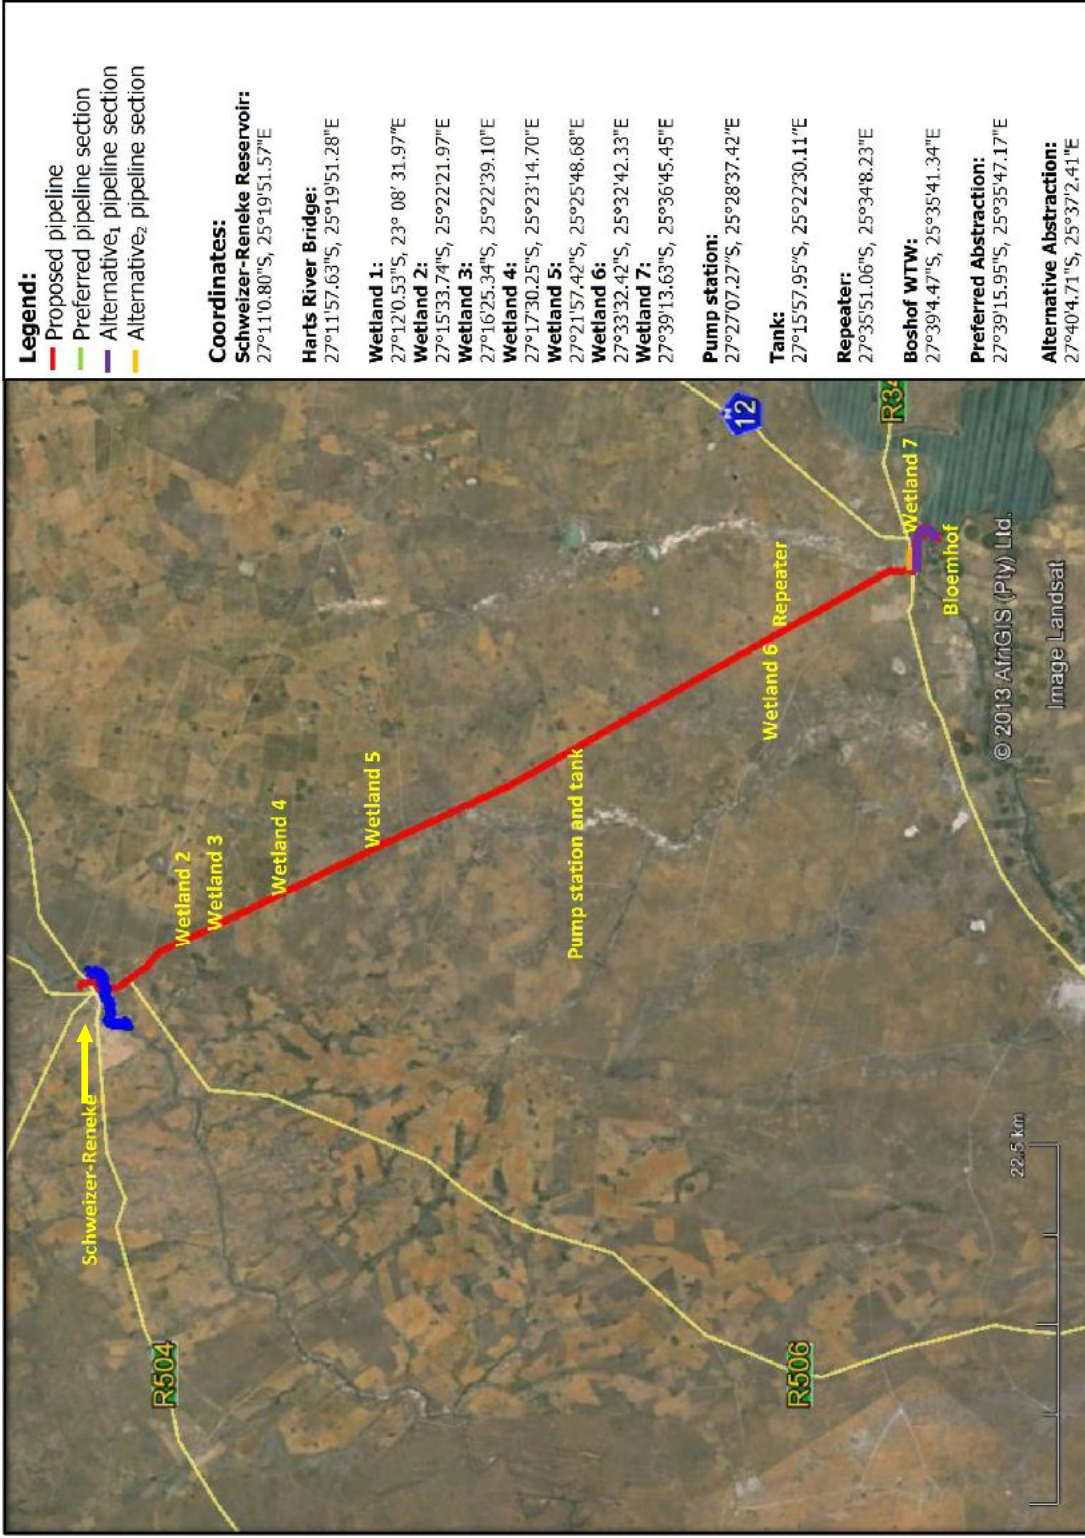 Legend:
Proposed pipeline
Preferred pipeline section
Alternative₁ pipeline section
Alternative₂ pipeline section
Coordinates:
Schweizer-Reneke Reservoir:
27°11'0.80"S, 25°19'51.57"E
Harts River Bridge:
27°11'57.63"S, 25°19'51.28"E
Wetland 1:
27°12'0.53"S, 23° 08' 31.97"E
Wetland 2:
27°15'33.74"S, 25°22'21.97"E
Wetland 3:
27°16'25.34"S, 25°22'39.10"E
Wetland 4:
27°17'30.25"S, 25°23'14.70"E
Wetland 5:
27°21'57.42"S, 25°25'48.68"E
Wetland 6:
27°33'32.42"S, 25°32'42.33"E
Wetland 7:
27°39'13.63"S, 25°36'45.45"E
Pump station:
27°27'07.27"S, 25°28'37.42"E
Tank:
27°15'57.95"S, 25°22'30.11"E
Repeater:
27°35'51.06"S, 25°34'8.23"E
Boshof WTW:
27°39'4.47"S, 25°35'41.34"E
Preferred Abstraction:
27°39'15.95"S, 25°35'47.17"E
Alternative Abstraction:
27°40'4.71"S, 25°37'2.41"E
Schweizer-Reneke
R504
Wetland 2
Wetland 3
Wetland 4
Wetland 5
Pump station and tank
Wetland 6
Repeater
N
12
R34
R506
Wetland 7
Bloemhof
© 2013 AfriGIS (Pty) Ltd.
Image Landsat
22.5 km